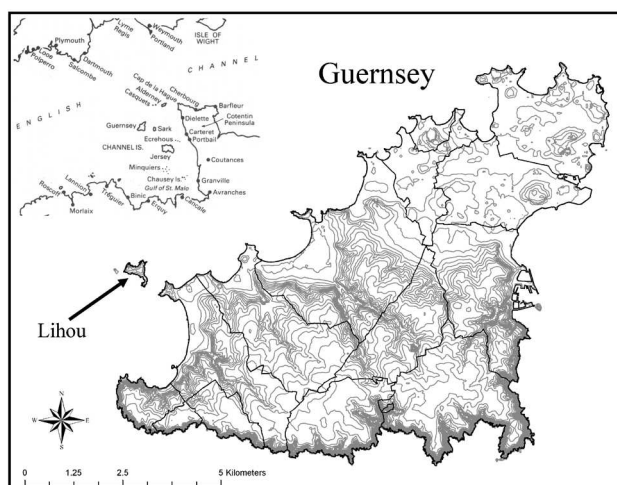 Guernsey
Lihou
ISLE OF
WIGHT
Weymouth
Portland
Lyme
Regis
Plymouth
Looe
Polperro
Dartmouth
Salcombe
ENGLISH CHANNEL
Cap de la Hague
Cherbourg
Alderney
Casquets
Barfleur
Dielette
Cotentin
Peninsula
Guernsey
Sark
Carteret
Ecrehous
Portbail
CHANNEL IS.
Jersey
Coutances
Minquiers
Chausey Is.
Gulf of St. Malo
Granville
Roscoff
Lannion
Avranches
Tréguier
Binic
Erquy
Cancale
Morlaix
N
W E
S
0 1.25 2.5 5 Kilometers